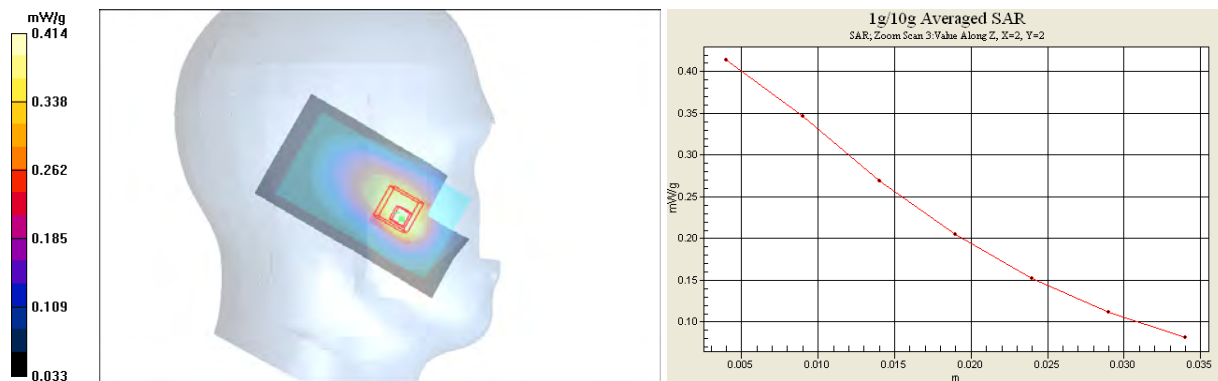 mW/g
0.414
0.338
0.262
0.185
0.109
0.033
1g/10g Averaged SAR
SAR; Zoom Scan 3:Value Along Z, X=2, Y=2
mW/g
0.40
0.35
0.30
0.25
0.20
0.15
0.10
0.005 0.010 0.015 0.020 0.025 0.030 0.035
m